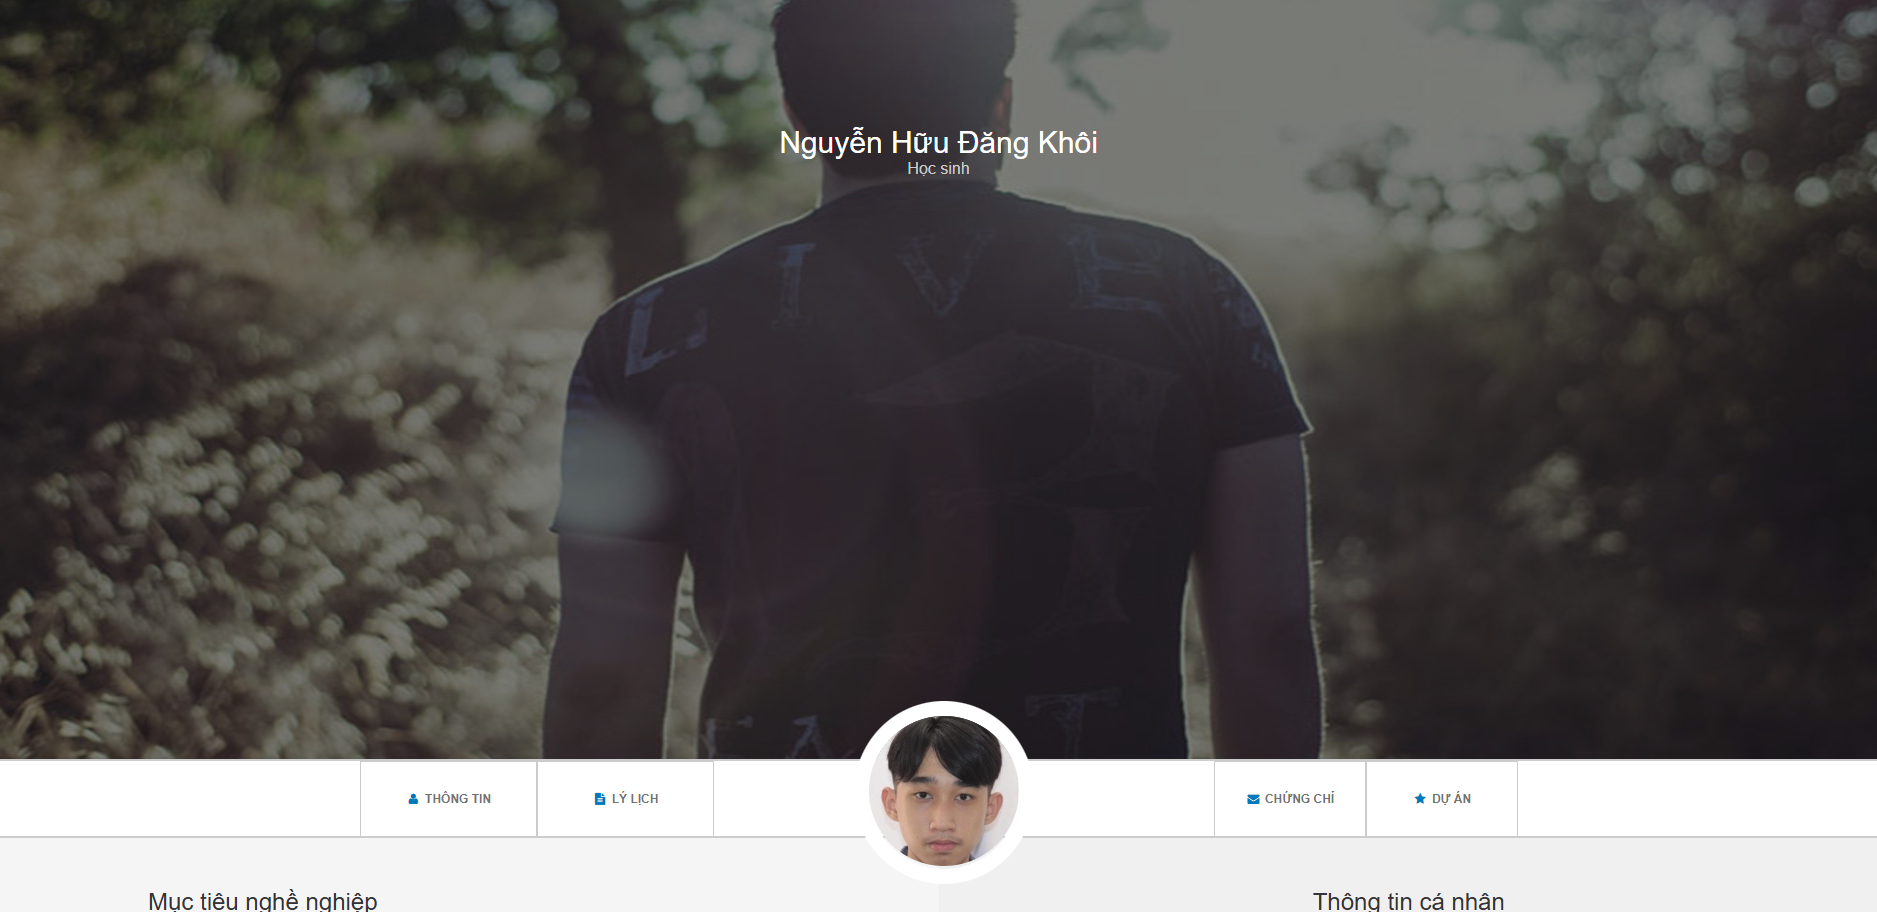 Nguyễn Hữu Đăng Khôi
Học sinh
LIVE
THÔNG TIN
LÝ LỊCH
CHỨNG CHỈ
DỰ ÁN
Mục tiêu nghề nghiệp
Thông tin cá nhân